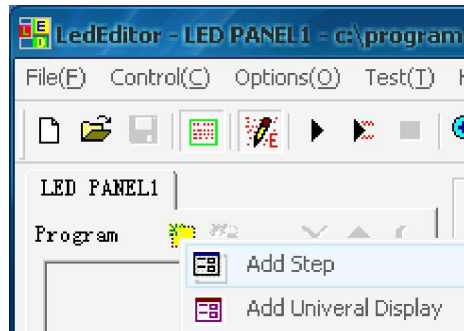 LedEditor - LED PANEL1 - c:\program
File(F) Control(C) Options(O) Test(T) H
LED PANEL1
Program
Add Step
Add Univeral Display